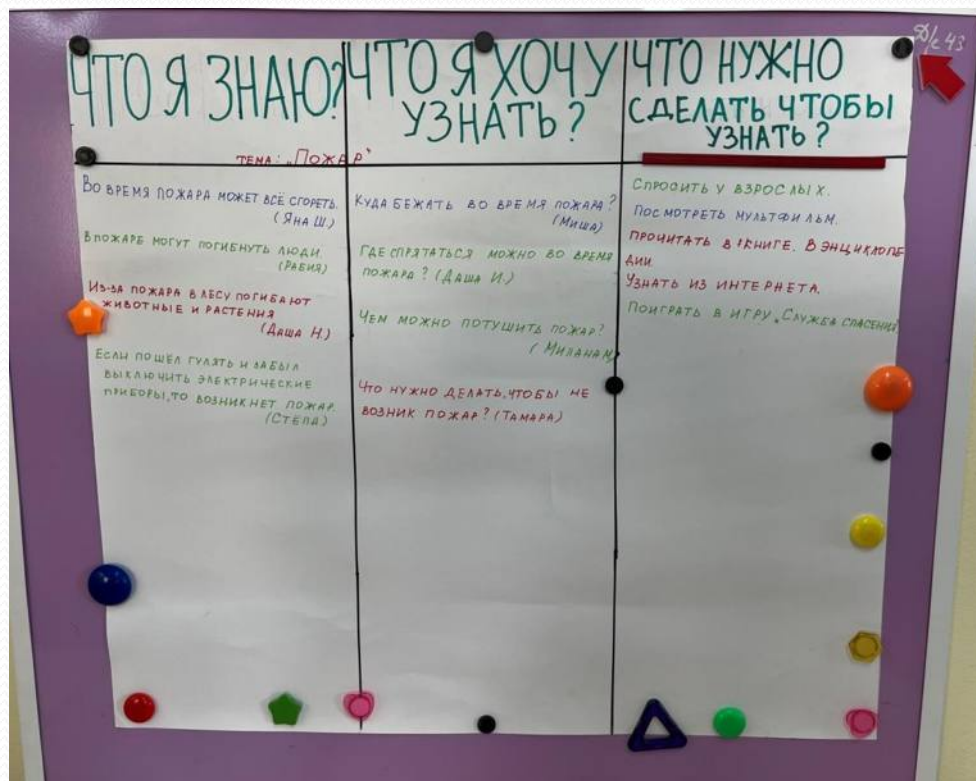 Д/с 43
ЧТО Я ЗНАЮ?
ЧТО Я ХОЧУ
УЗНАТЬ?
ЧТО НУЖНО
СДЕЛАТЬ ЧТОБЫ
УЗНАТЬ?
ТЕМА: „ПОЖАР"
ВО ВРЕМЯ ПОЖАРА МОЖЕТ ВСЁ СГОРЕТЬ.
(ЯНА Ш.)
В ПОЖАРЕ МОГУТ ПОГИБНУТЬ ЛЮДИ.
(РАБИЯ)
ИЗ-ЗА ПОЖАРА В ЛЕСУ ПОГИБАЮТ
ЖИВОТНЫЕ И РАСТЕНИЯ
(ДАША Н.)
ЕСЛИ ПОШЁЛ ГУЛЯТЬ И ЗАБЫЛ
ВЫКЛЮЧИТЬ ЭЛЕКТРИЧЕСКИЕ
ПРИБОРЫ, ТО ВОЗНИКНЕТ ПОЖАР.
(СТЁПА)
КУДА БЕЖАТЬ ВО ВРЕМЯ ПОЖАРА?
(МИША)
ГДЕ СПРЯТАТЬСЯ МОЖНО ВО ВРЕМЯ
ПОЖАРА? (ДАША И.)
ЧЕМ МОЖНО ПОТУШИТЬ ПОЖАР?
(МИЛАНА М)
ЧТО НУЖНО ДЕЛАТЬ, ЧТОБЫ НЕ
ВОЗНИК ПОЖАР? (ТАМАРА)
СПРОСИТЬ У ВЗРОСЛЫХ.
ПОСМОТРЕТЬ МУЛЬТФИЛЬМ.
ПРОЧИТАТЬ В КНИГЕ. В ЭНЦИКЛОПЕ
ДИИ.
УЗНАТЬ ИЗ ИНТЕРНЕТА.
ПОИГРАТЬ В ИГРУ „СЛУЖБА СПАСЕНИЯ"